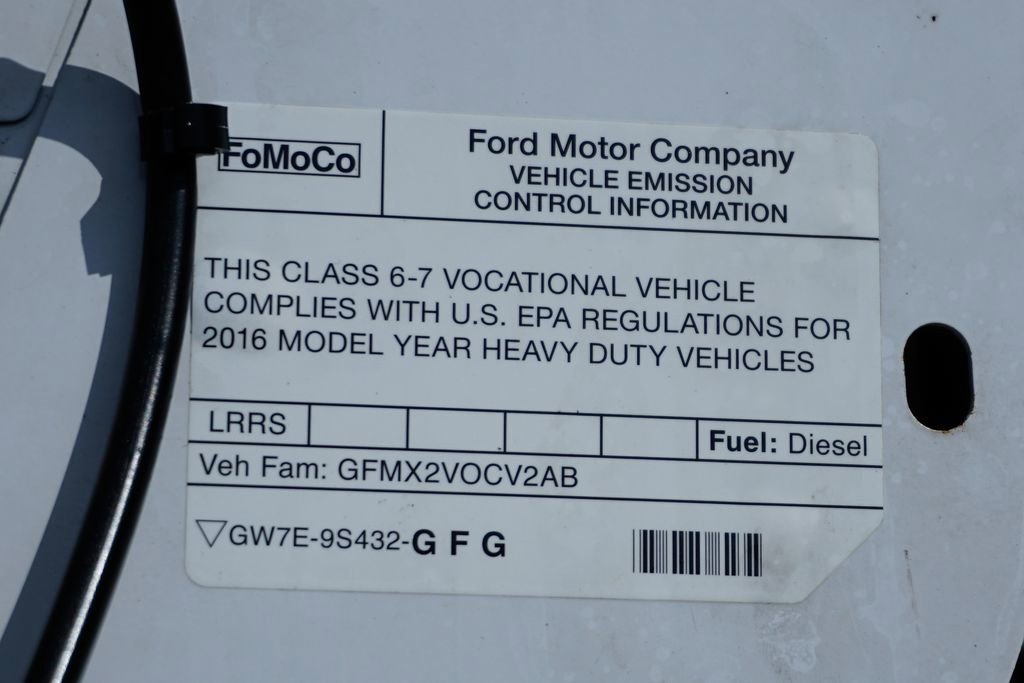 FoMoCo
Ford Motor Company
VEHICLE EMISSION
CONTROL INFORMATION
THIS CLASS 6-7 VOCATIONAL VEHICLE
COMPLIES WITH U.S. EPA REGULATIONS FOR
2016 MODEL YEAR HEAVY DUTY VEHICLES
LRRS Fuel: Diesel
Veh Fam: GFMX2VOCV2AB
▽GW7E-9S432-G F G